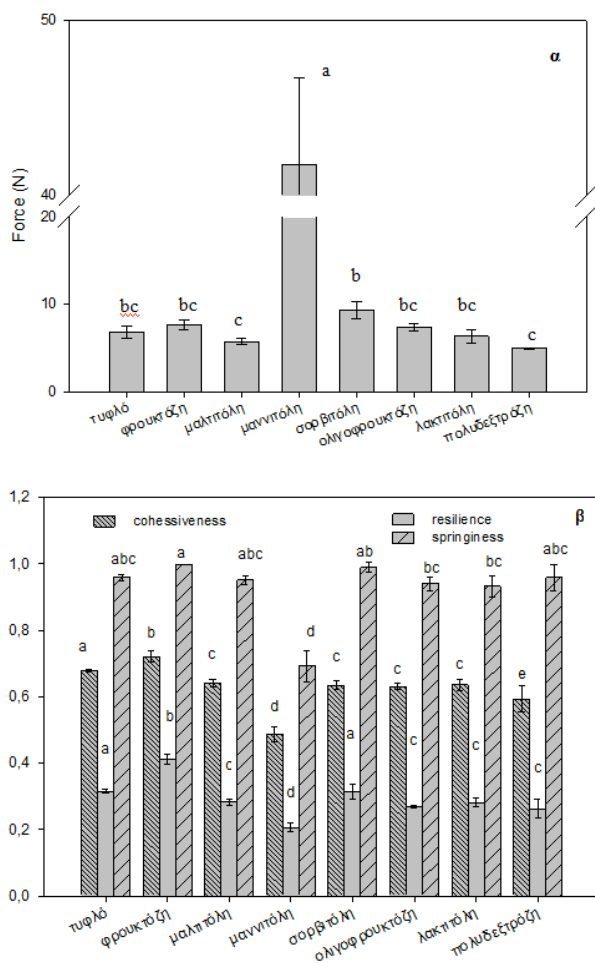 50
a
α
Force (N)
40
20
bc
bc
c
b
bc
bc
c
10
0
τυφλό
φρουκτόζη
μαλτιτόλη
μαννιτόλη
σορβιτόλη
ολιγοφρουκτόζη
λακτιτόλη
πολυδεξτρόζη
1,2
cohessiveness
resilience
springiness
β
abc
a
abc
ab
bc
bc
abc
1,0
0,8
a
b
c
d
c
c
c
e
0,6
d
b
0,4
a
c
d
a
c
c
c
0,2
0,0
τυφλό
φρουκτόζη
μαλτιτόλη
μαννιτόλη
σορβιτόλη
ολιγοφρουκτόζη
λακτιτόλη
πολυδεξτρόζη